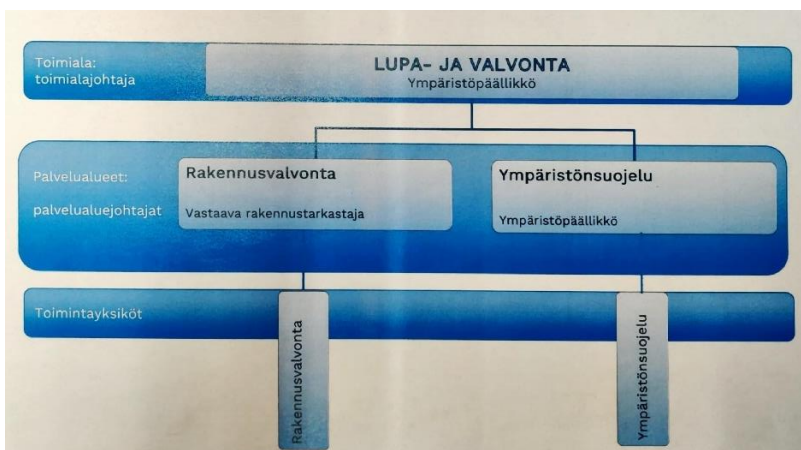 Toimiala:
toimialajohtaja
LUPA- JA VALVONTA
Ympäristöpäällikkö
Palvelualueet:
palvelualuejohtajat
Rakennusvalvonta
Vastaava rakennustarkastaja
Ympäristönsuojelu
Ympäristöpäällikkö
Toimintayksiköt
Rakennusvalvonta
Ympäristönsuojelu